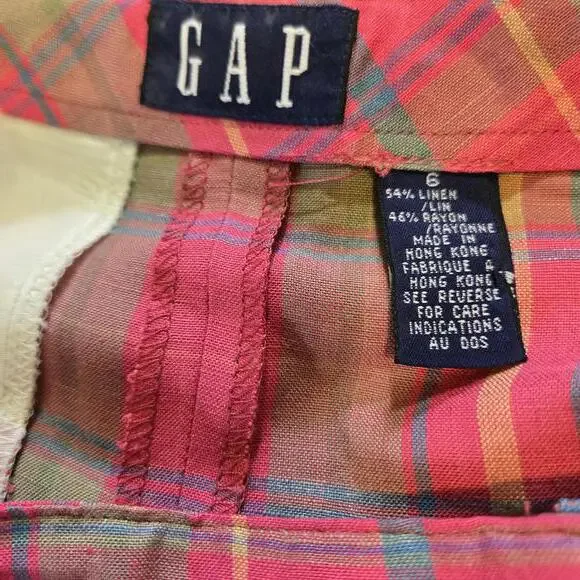 GAP
6
54% LINEN
/LIN
46% RAYON
/RAYONNE
MADE IN
HONG KONG
FABRIQUE A
HONG KONG
SEE REVERSE
FOR CARE
INDICATIONS
AU DOS